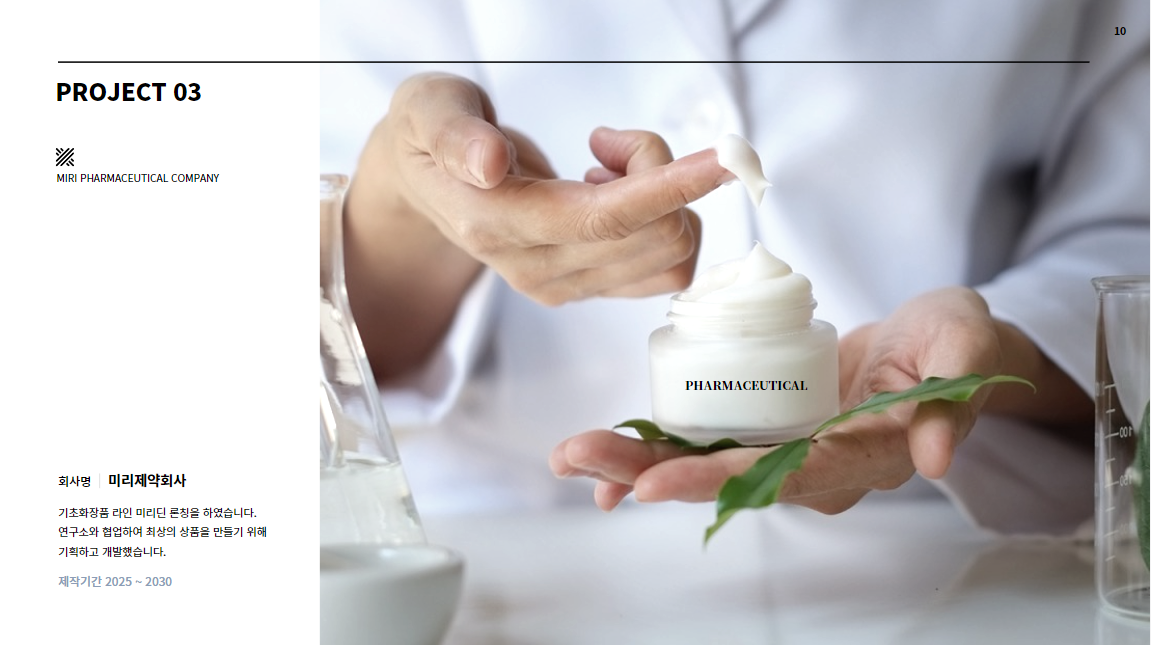 10
PROJECT 03
MIRI PHARMACEUTICAL COMPANY
PHARMACEUTICAL
100
회사명 | 미리제약회사
기초화장품 라인 미리딘 론칭을 하였습니다.
연구소와 협업하여 최상의 상품을 만들기 위해
기획하고 개발했습니다.
제작기간 2025 ~ 2030